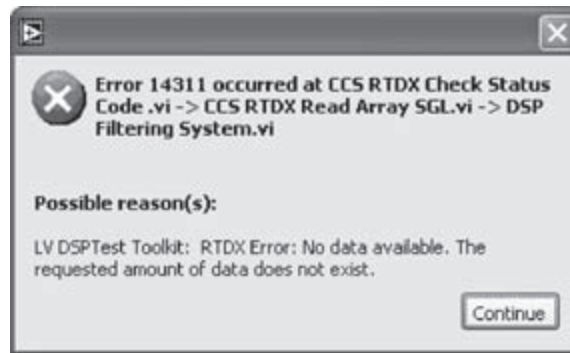 Error 14311 occurred at CCS RTDX Check Status
Code .vi -> CCS RTDX Read Array SGL.vi -> DSP
Filtering System.vi
Possible reason(s):
LV DSPTest Toolkit: RTDX Error: No data available. The
requested amount of data does not exist.
Continue